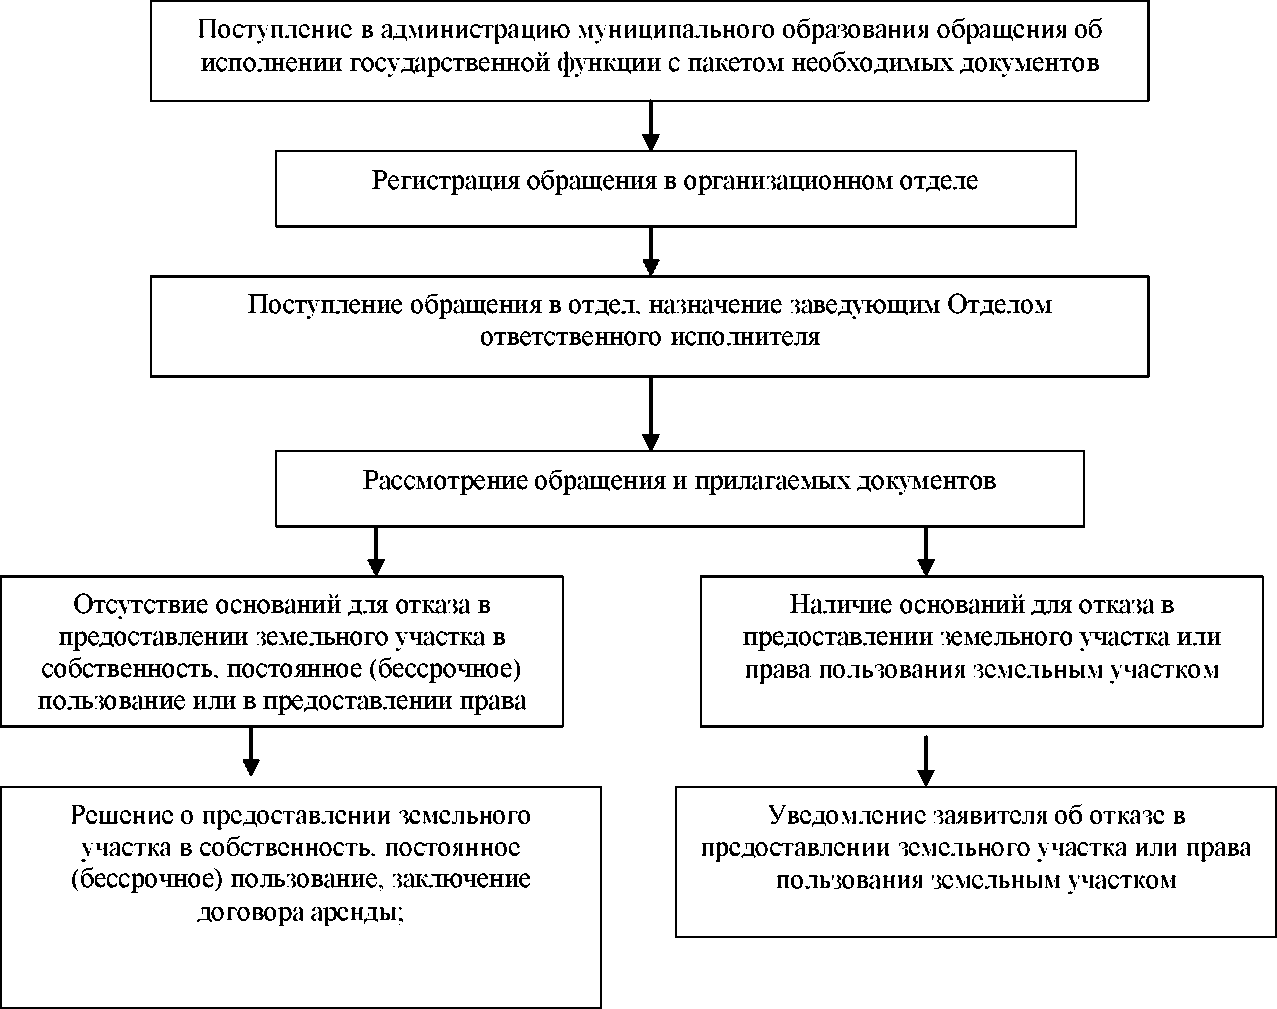 Поступление в администрацию муниципального образования обращения об
исполнении государственной функции с пакетом необходимых документов
Регистрация обращения в организационном отделе
Поступление обращения в отдел, назначение заведующим Отделом
ответственного исполнителя
Рассмотрение обращения и прилагаемых документов
Отсутствие оснований для отказа в
предоставлении земельного участка в
собственность, постоянное (бессрочное)
пользование или в предоставлении права
Наличие оснований для отказа в
предоставлении земельного участка или
права пользования земельным участком
Решение о предоставлении земельного
участка в собственность, постоянное
(бессрочное) пользование, заключение
договора аренды;
Уведомление заявителя об отказе в
предоставлении земельного участка или права
пользования земельным участком